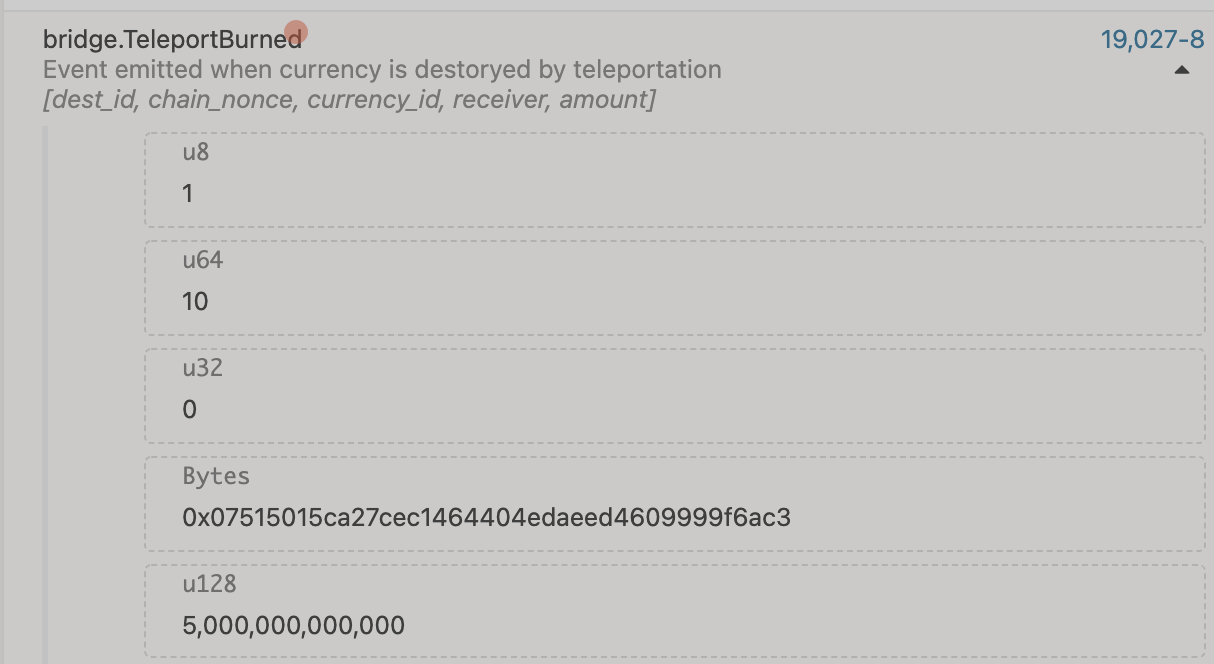 bridge.TeleportBurned
19,027-8
Event emitted when currency is destoryed by teleportation
[dest_id, chain_nonce, currency_id, receiver, amount]
u8
1
u64
10
u32
0
Bytes
0x07515015ca27cec1464404edaeed4609999f6ac3
u128
5,000,000,000,000